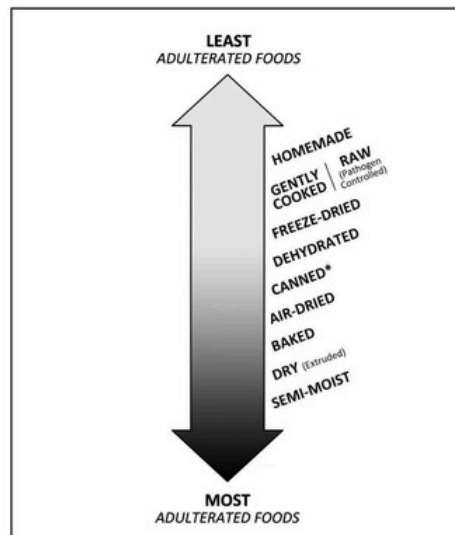 LEAST
ADULTERATED FOODS
HOMEMADE
GENTLY COOKED | RAW (Pathogen Controlled)
FREEZE-DRIED
DEHYDRATED
CANNED*
AIR-DRIED
BAKED
DRY (Extruded)
SEMI-MOIST
MOST
ADULTERATED FOODS